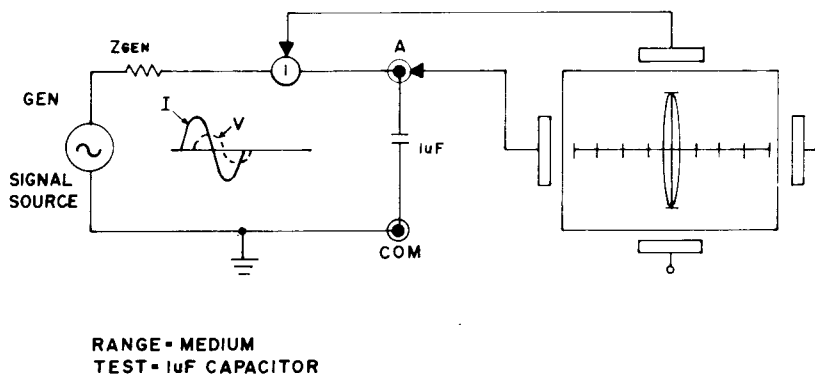 ZGEN
I
A
GEN
I
V
1uF
SIGNAL
SOURCE
COM
RANGE = MEDIUM
TEST = 1uF CAPACITOR